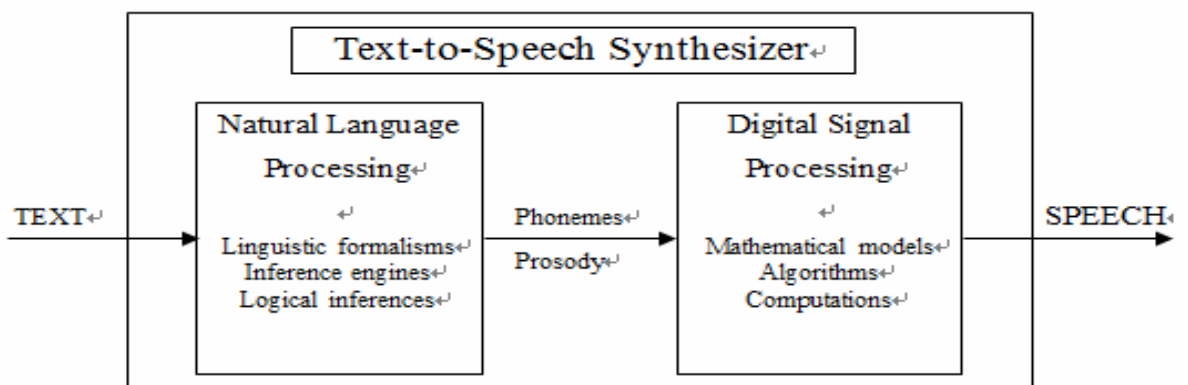 Text-to-Speech Synthesizer↵
Natural Language
Processing↵
↵
Linguistic formalisms↵
Inference engines↵
Logical inferences↵
Digital Signal
Processing↵
↵
Mathematical models↵
Algorithms↵
Computations↵
TEXT↵
Phonemes↵
Prosody↵
SPEECH↵